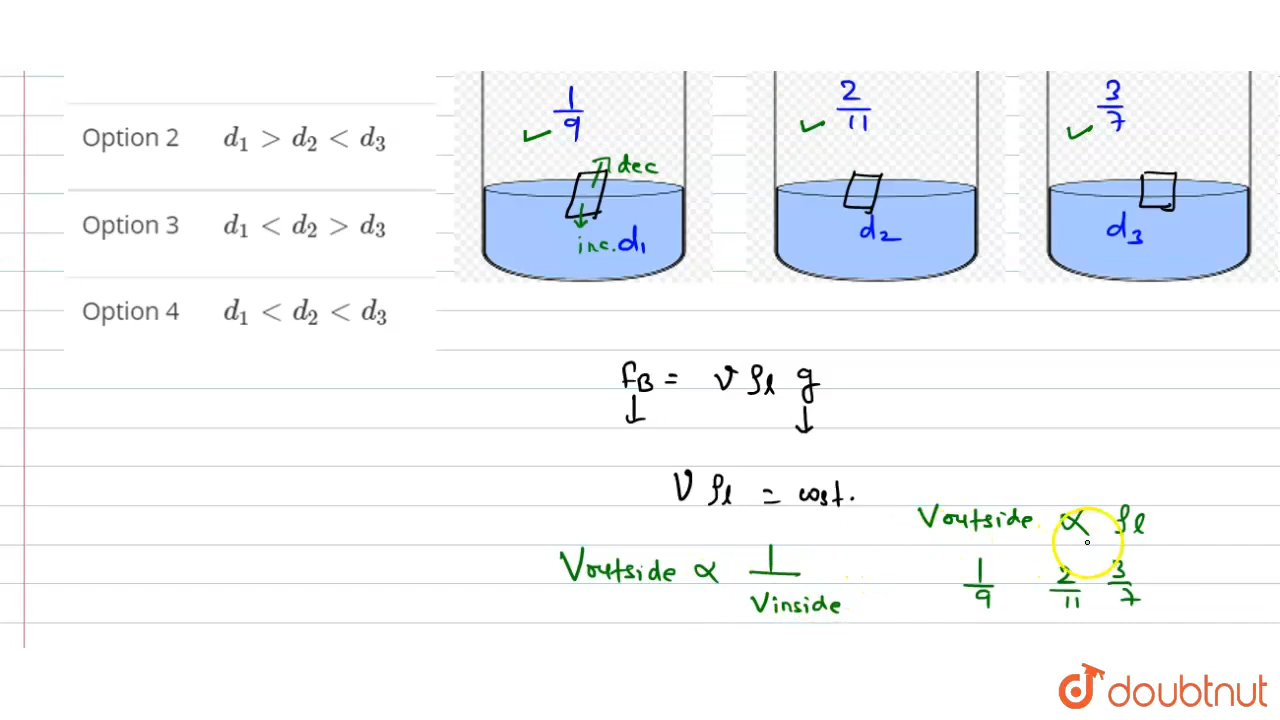 1/9 2/11 3/7
Option 2 d₁ > d₂ < d₃
dec
Option 3 d₁ < d₂ > d₃
inc. d₁ d₂ d₃
Option 4 d₁ < d₂ < d₃
F_B = V ρ_l g
V ρ_l = cost.
Voutside ∝ ρ_l
Voutside ∝ 1/Vinside
1/9 2/11 3/7
doubtnut